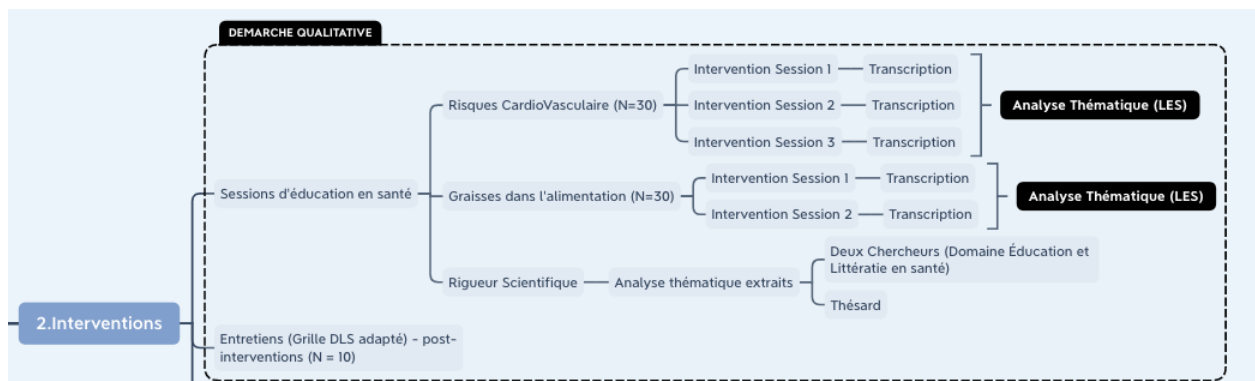 DEMARCHE QUALITATIVE
Intervention Session 1
Transcription
Risques CardioVasculaire (N=30)
Intervention Session 2
Transcription
Analyse Thématique (LES)
Intervention Session 3
Transcription
Sessions d'éducation en santé
Graisses dans l'alimentation (N=30)
Intervention Session 1
Transcription
Analyse Thématique (LES)
Intervention Session 2
Transcription
Rigueur Scientifique
Analyse thématique extraits
Deux Chercheurs (Domaine Éducation et
Littératie en santé)
Thésard
2.Interventions
Entretiens (Grille DLS adapté) - post-
interventions (N = 10)